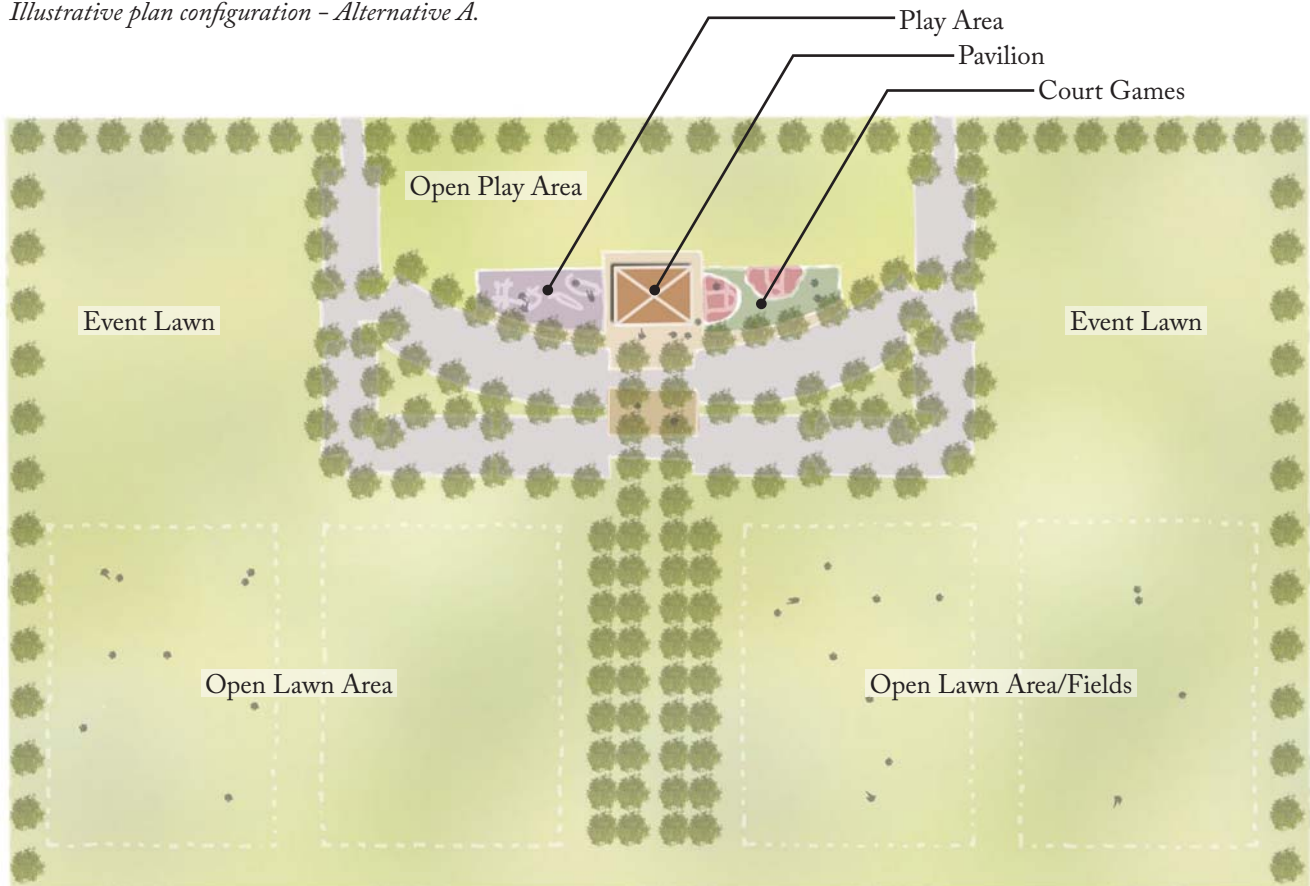 Illustrative plan configuration – Alternative A.
Play Area
Pavilion
Court Games
Open Play Area
Event Lawn
Event Lawn
Open Lawn Area
Open Lawn Area/Fields